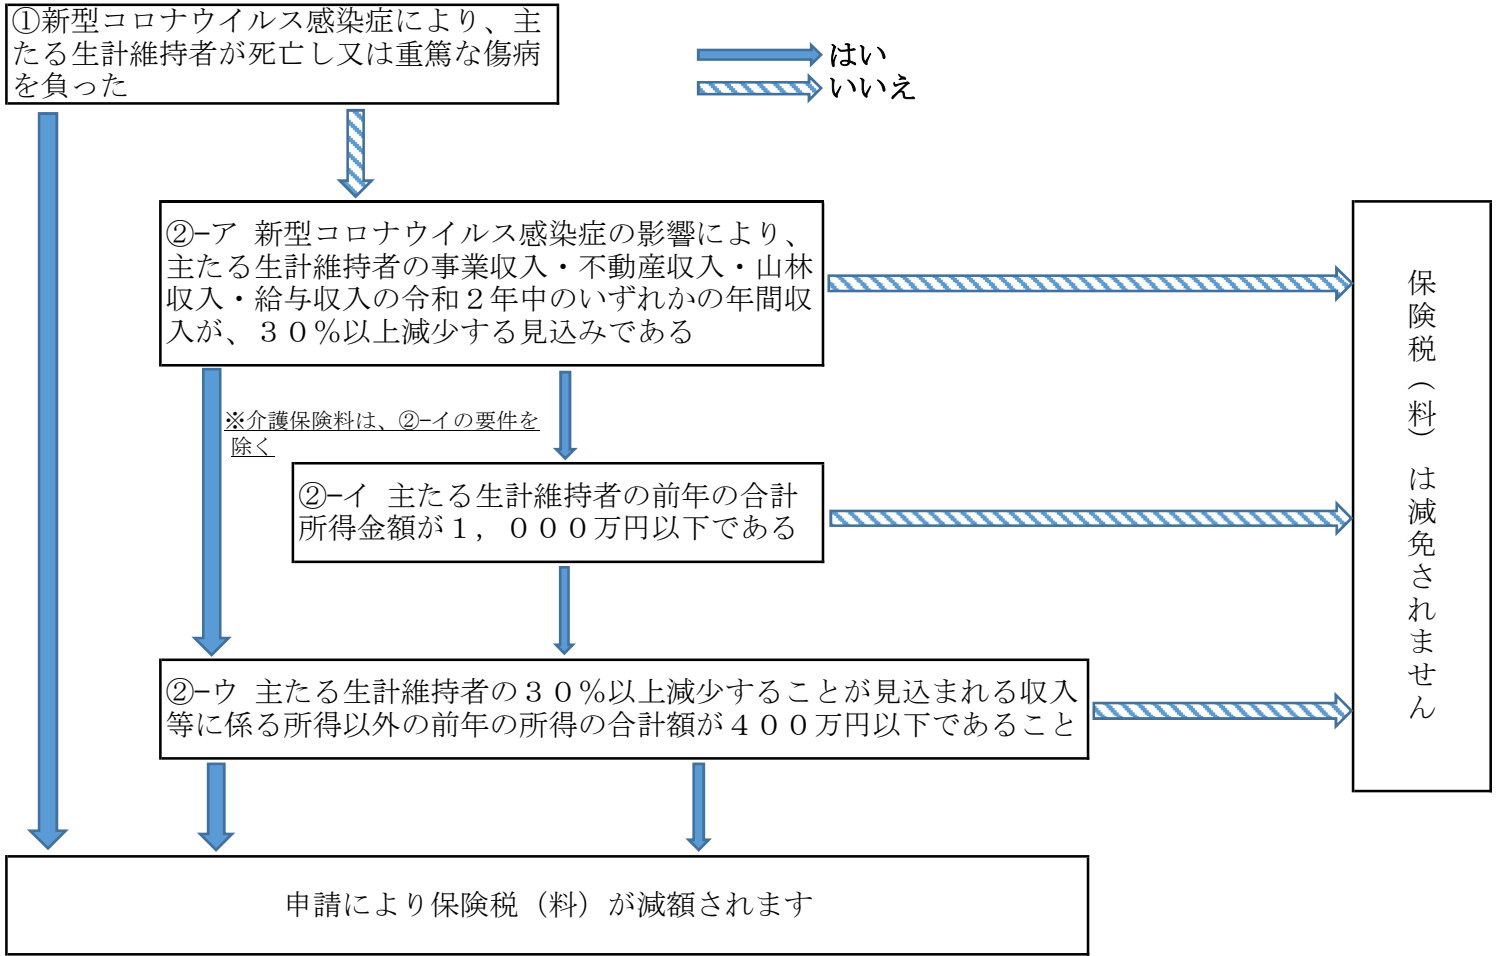 ①新型コロナウイルス感染症により、主
たる生計維持者が死亡し又は重篤な傷病
を負った
はい
いいえ
②ｰア 新型コロナウイルス感染症の影響により、
主たる生計維持者の事業収入・不動産収入・山林
収入・給与収入の令和２年中のいずれかの年間収
入が、３０％以上減少する見込みである
※介護保険料は、②ｰイの要件を
除く
②ｰイ 主たる生計維持者の前年の合計
所得金額が１，０００万円以下である
②ｰウ 主たる生計維持者の３０％以上減少することが見込まれる収入
等に係る所得以外の前年の所得の合計額が４００万円以下であること
保険税（料）は減免されません
申請により保険税（料）が減額されます